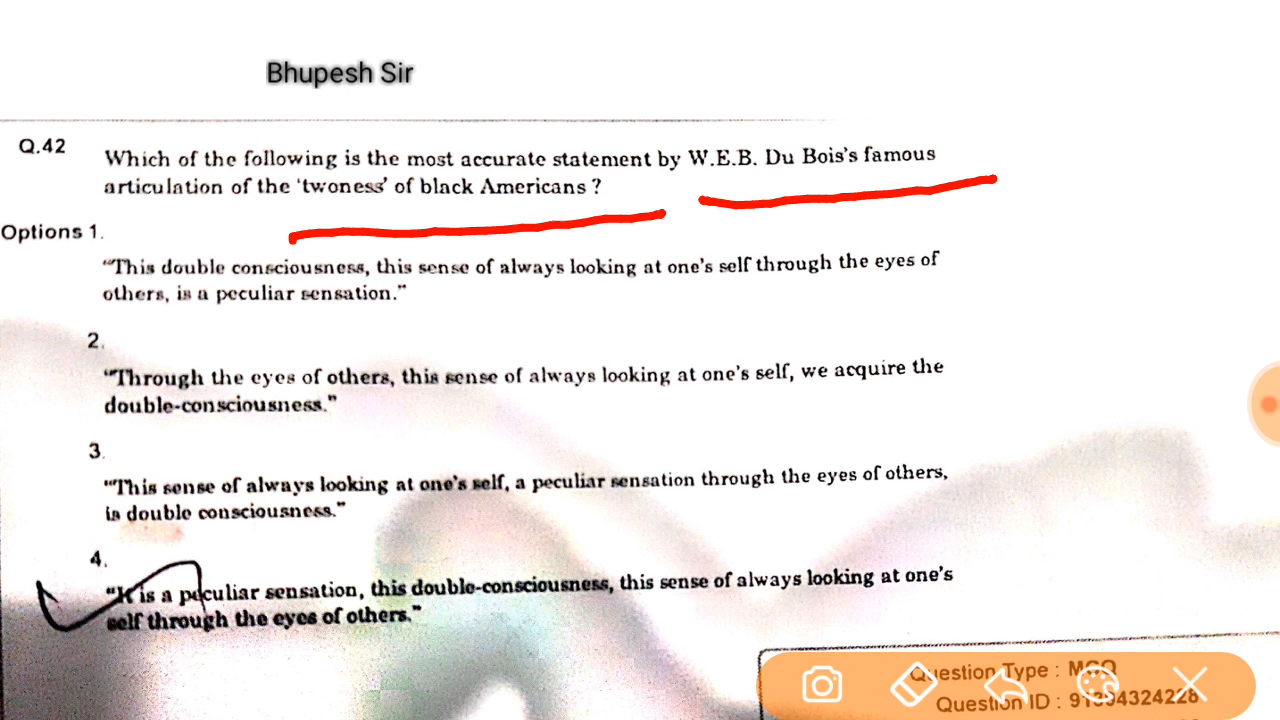 Bhupesh Sir
Q.42
Which of the following is the most accurate statement by W.E.B. Du Bois's famous
articulation of the 'twoness' of black Americans ?
Options 1.
"This double consciousness, this sense of always looking at one's self through the eyes of
others, is a peculiar sensation."
2.
"Through the eyes of others, this sense of always looking at one's self, we acquire the
double-consciousness."
3.
"This sense of always looking at one's self, a peculiar sensation through the eyes of others,
is double consciousness."
4.
"It is a peculiar sensation, this double-consciousness, this sense of always looking at one's
self through the eyes of others."
Question Type : MCQ
Question ID :